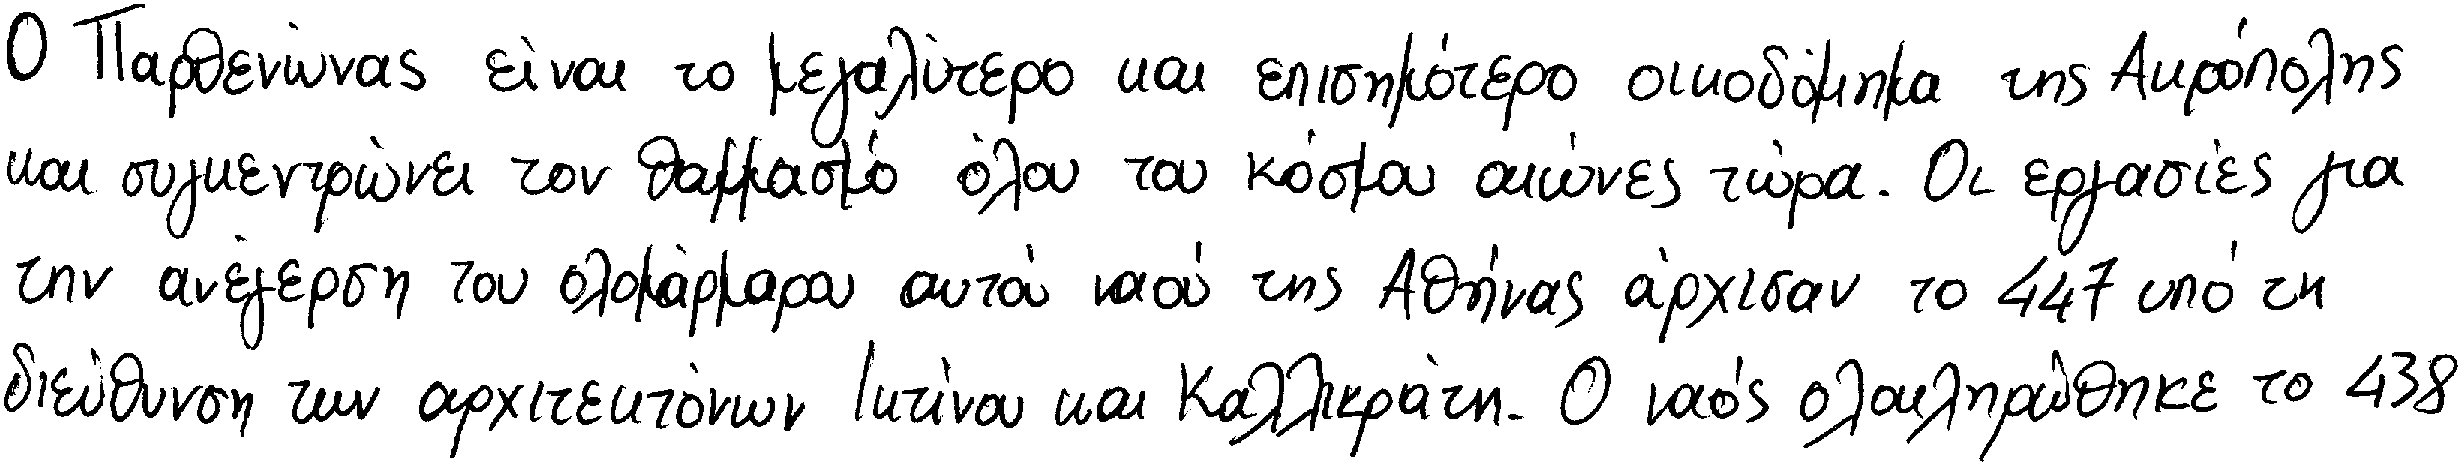 Ο Παρθενώνας είναι το μεγαλύτερο και επισημότερο οικοδόμημα της Ακρόπολης
και συγκεντρώνει τον θαμμασμό όλου του κόσμου αιώνες τώρα. Οι εργασίες για
την ανέγερση του ολομάρμαρου αυτού ναού της Αθήνας άρχισαν το 447 υπό τη
διεύθυνση των αρχιτεκτόνων Ικτίνου και Καλλικράτη. Ο ναός ολοκληρώθηκε το 438